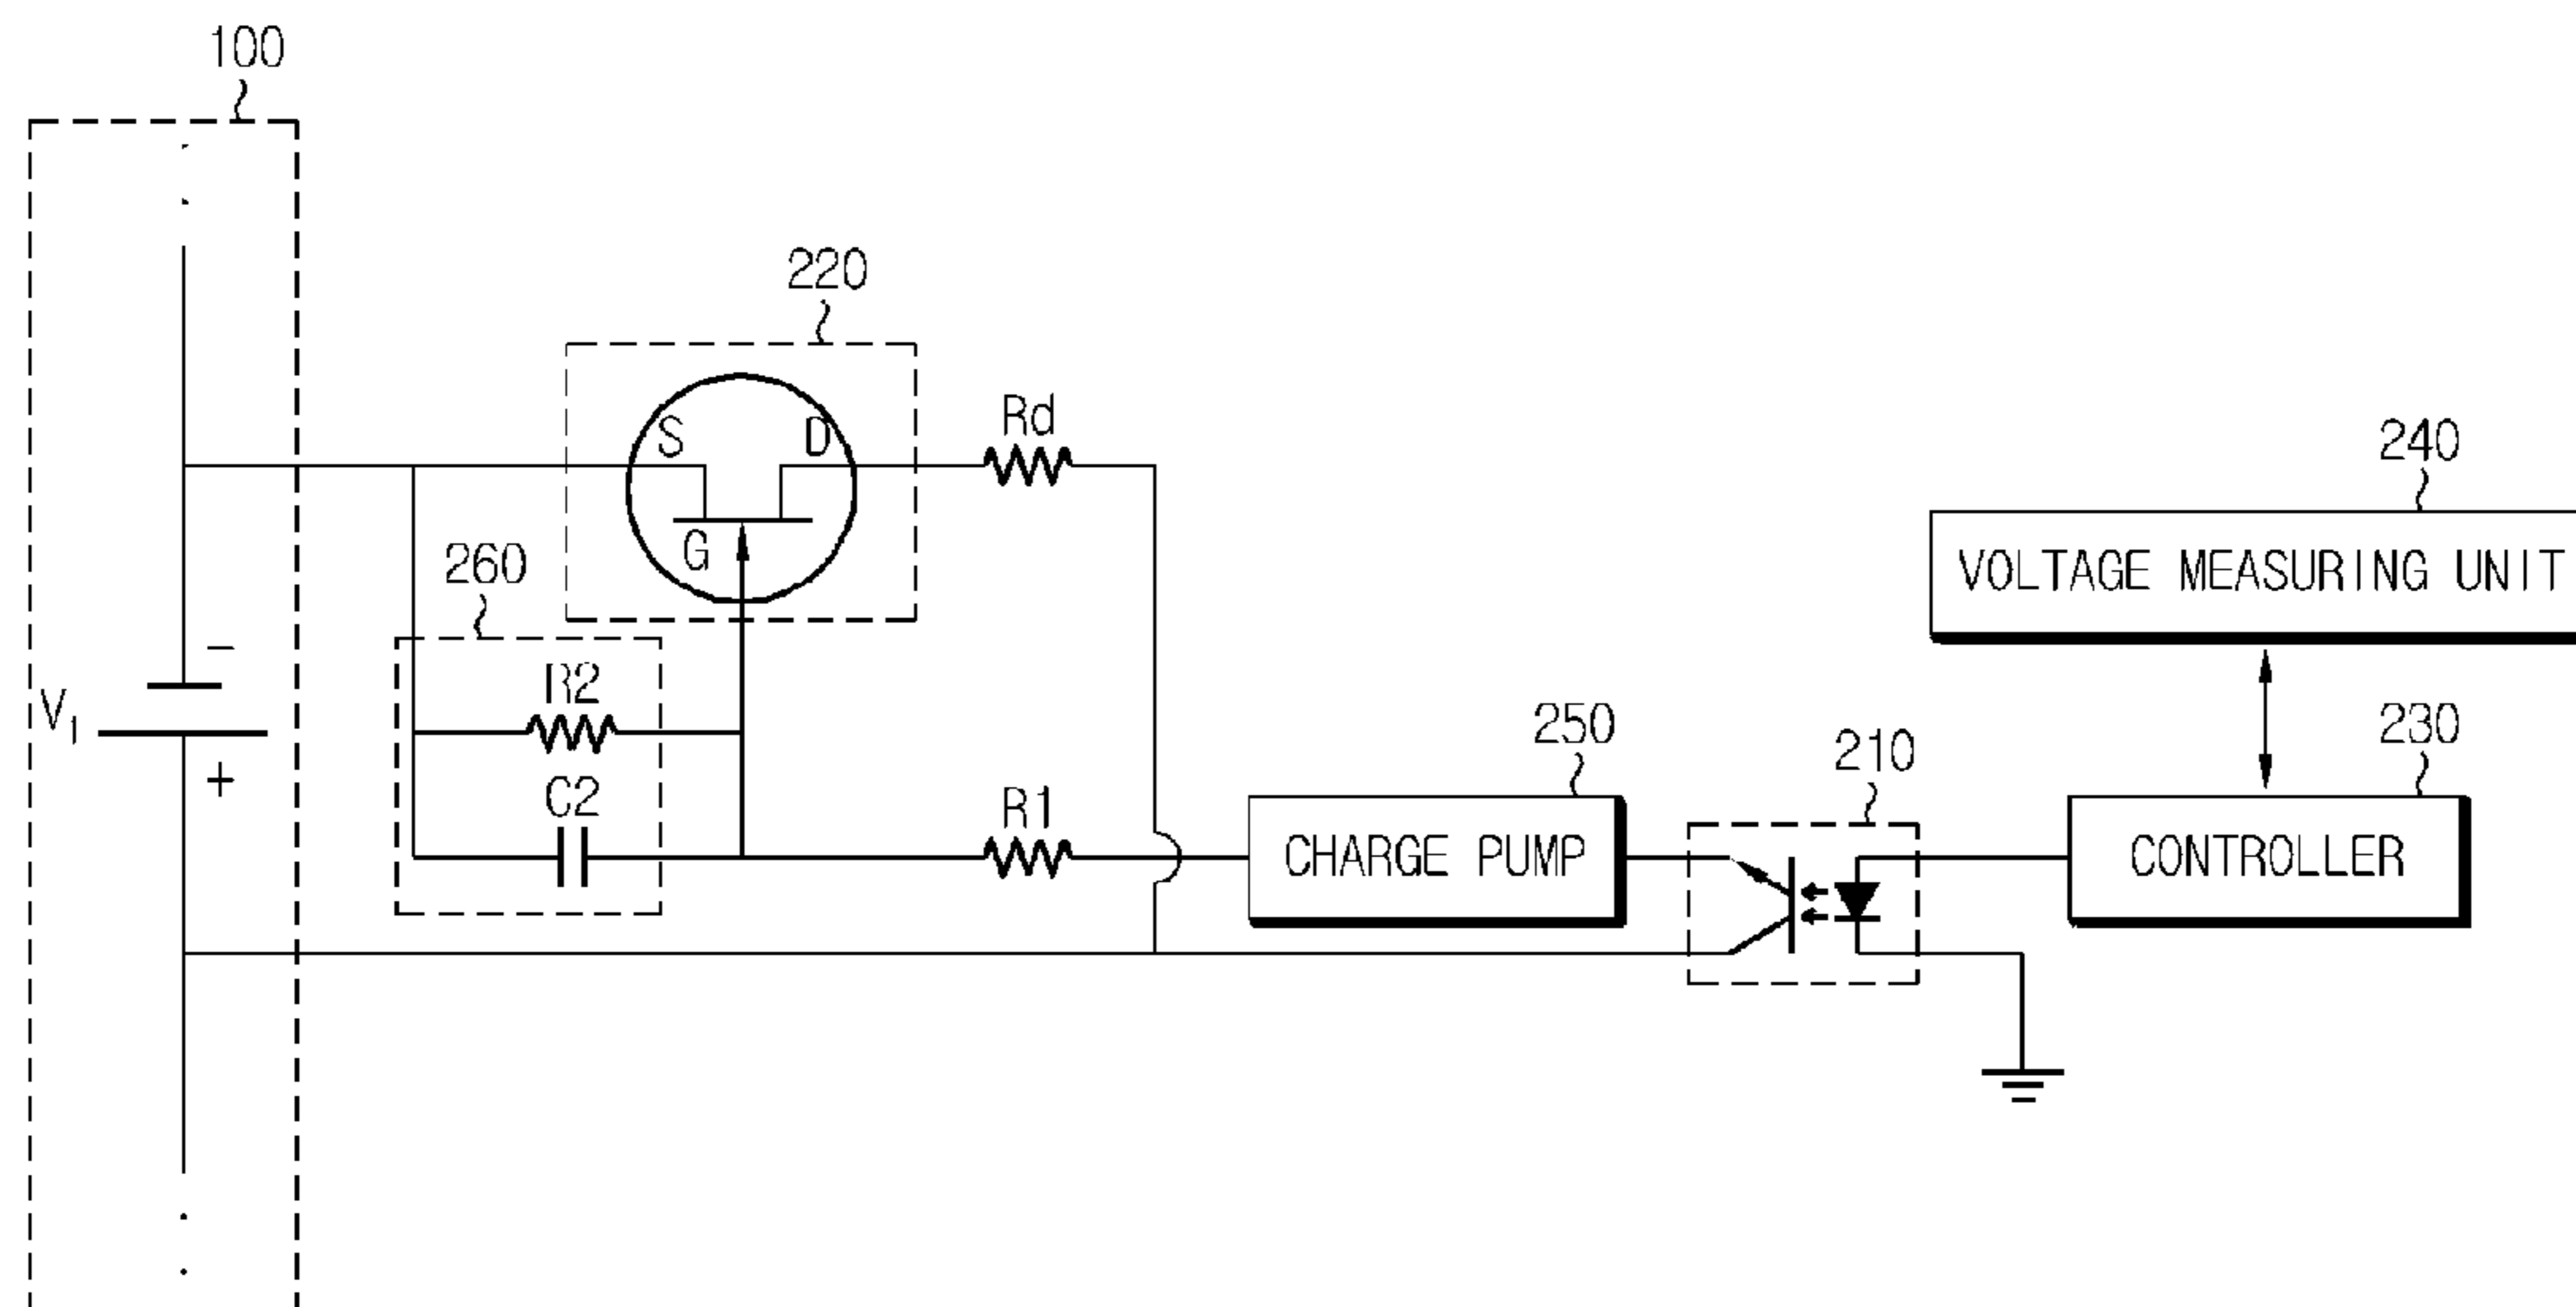 100
220
S
D
Rd
G
240
VOLTAGE MEASURING UNIT
260
−
R2
V1
+
C2
R1
250
CHARGE PUMP
210
230
CONTROLLER